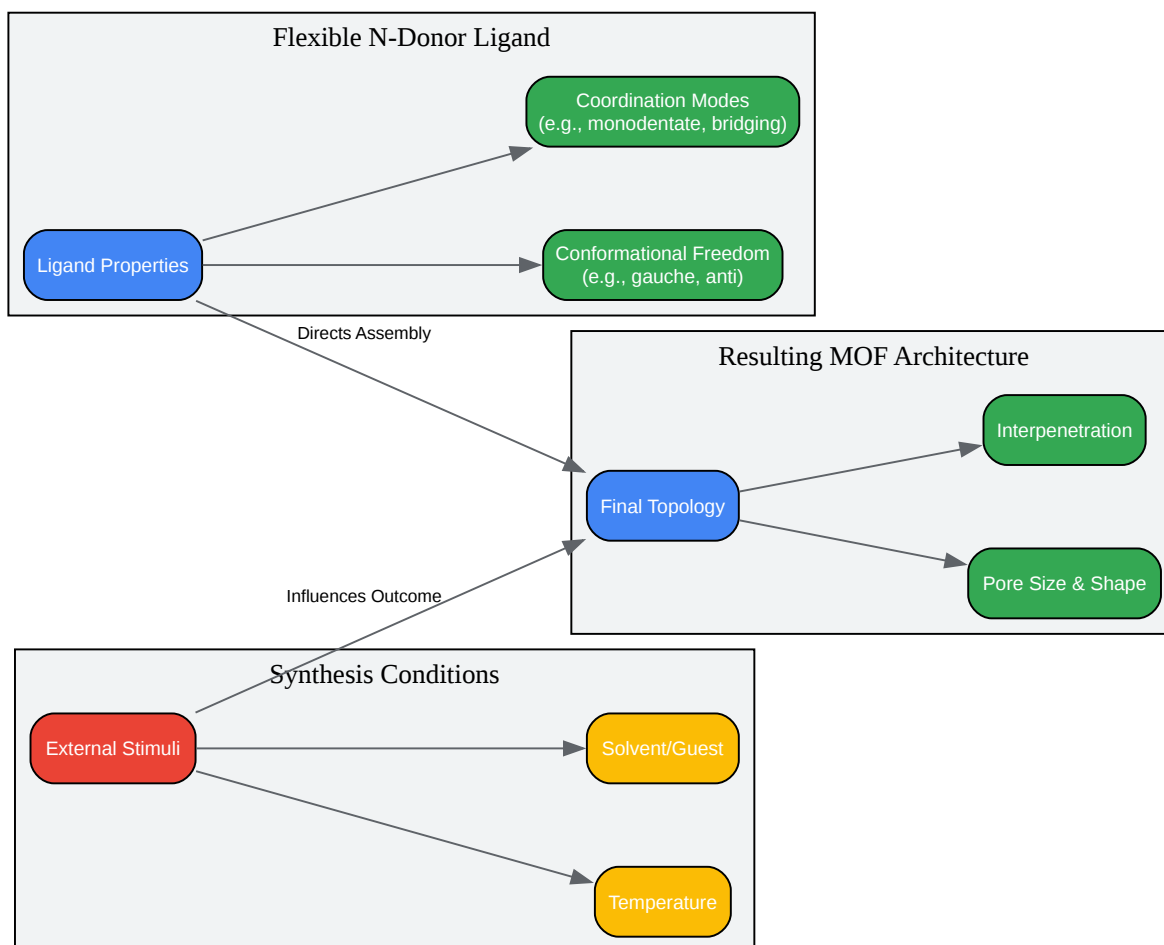 Flexible N-Donor Ligand
Coordination Modes
(e.g., monodentate, bridging)
Ligand Properties
Conformational Freedom
(e.g., gauche, anti)
Directs Assembly
Resulting MOF Architecture
Interpenetration
Final Topology
Pore Size & Shape
Influences Outcome
Synthesis Conditions
External Stimuli
Solvent/Guest
Temperature